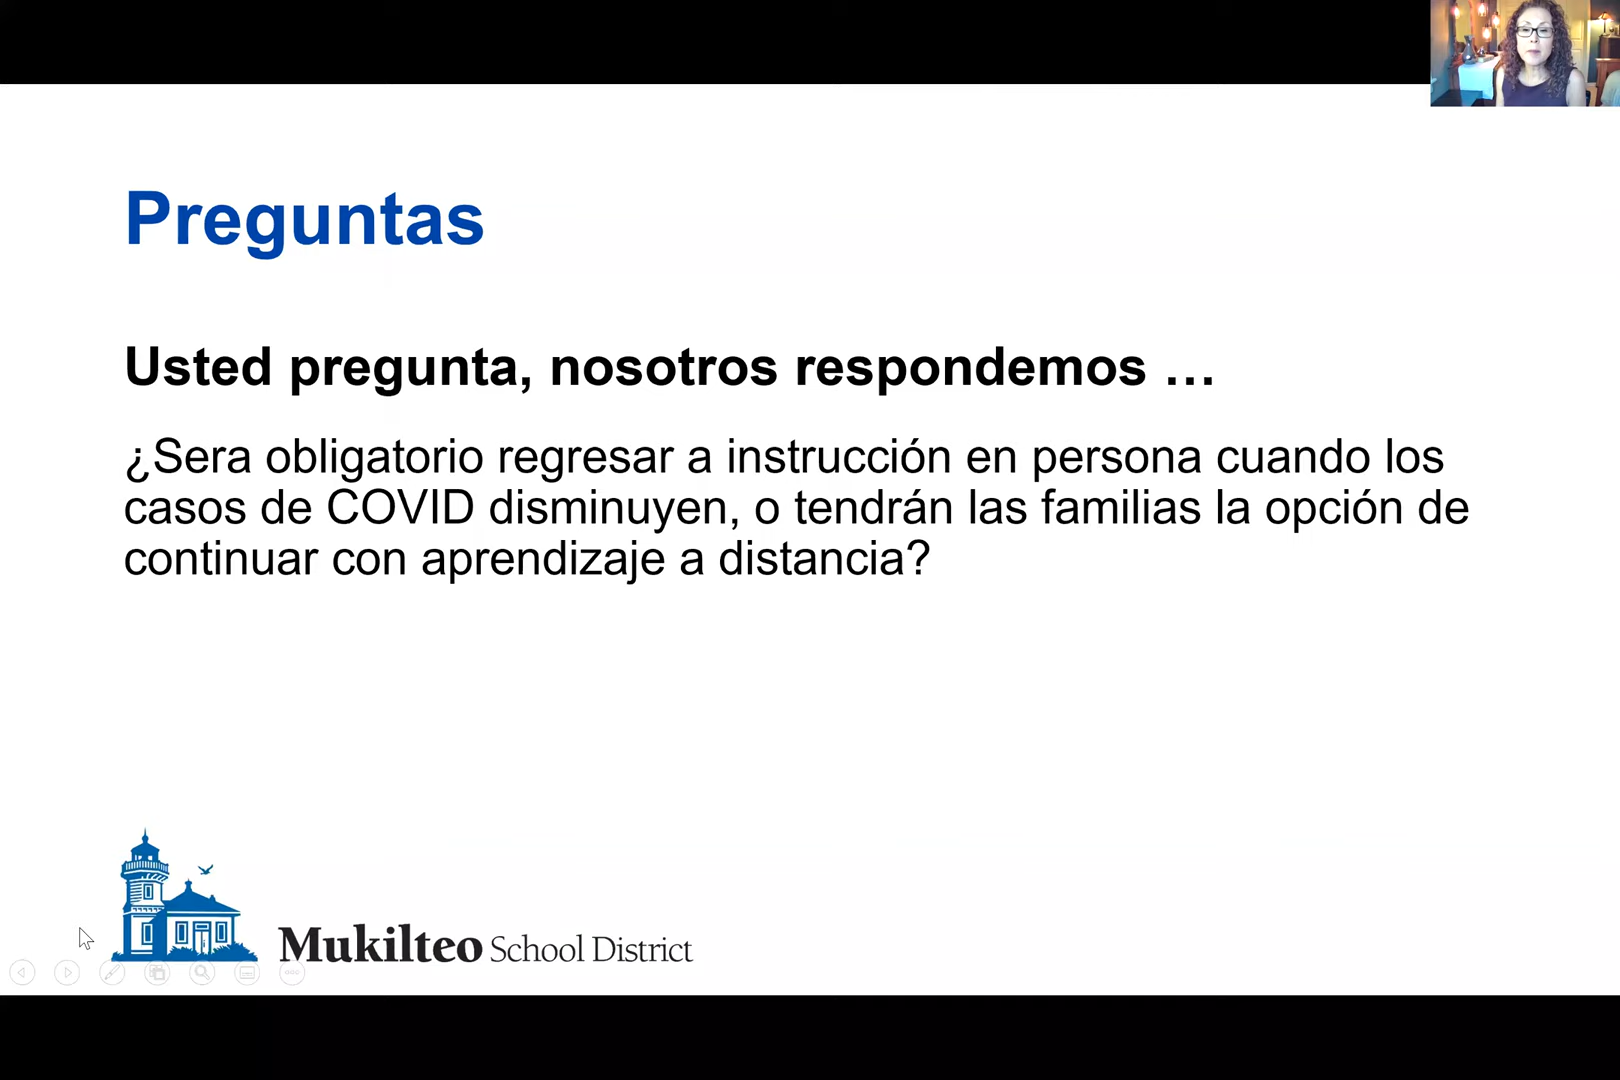 Preguntas
Usted pregunta, nosotros respondemos …
¿Sera obligatorio regresar a instrucción en persona cuando los
casos de COVID disminuyen, o tendrán las familias la opción de
continuar con aprendizaje a distancia?
Mukilteo School District